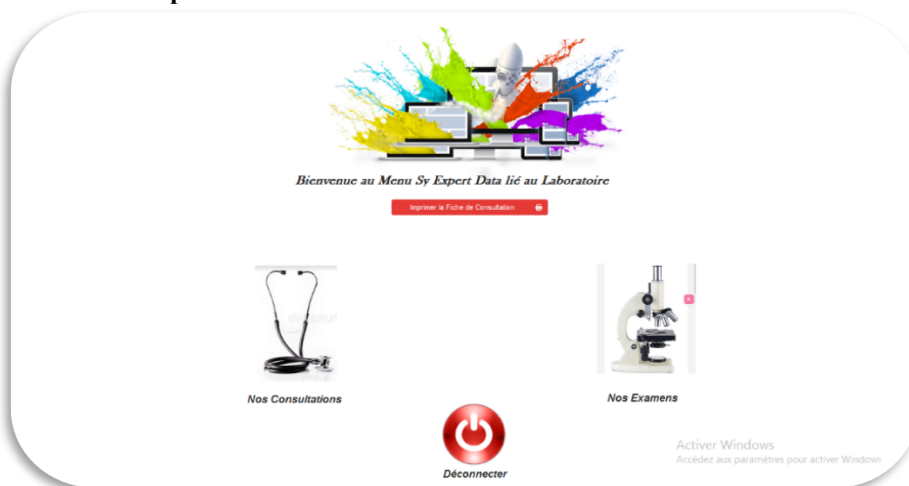 Bienvenue au Menu Sy Expert Data lié au Laboratoire
Imprimer la Fiche de Consultation
Nos Consultations
Nos Examens
Déconnecter
Activer Windows
Accédez aux paramètres pour activer Windows